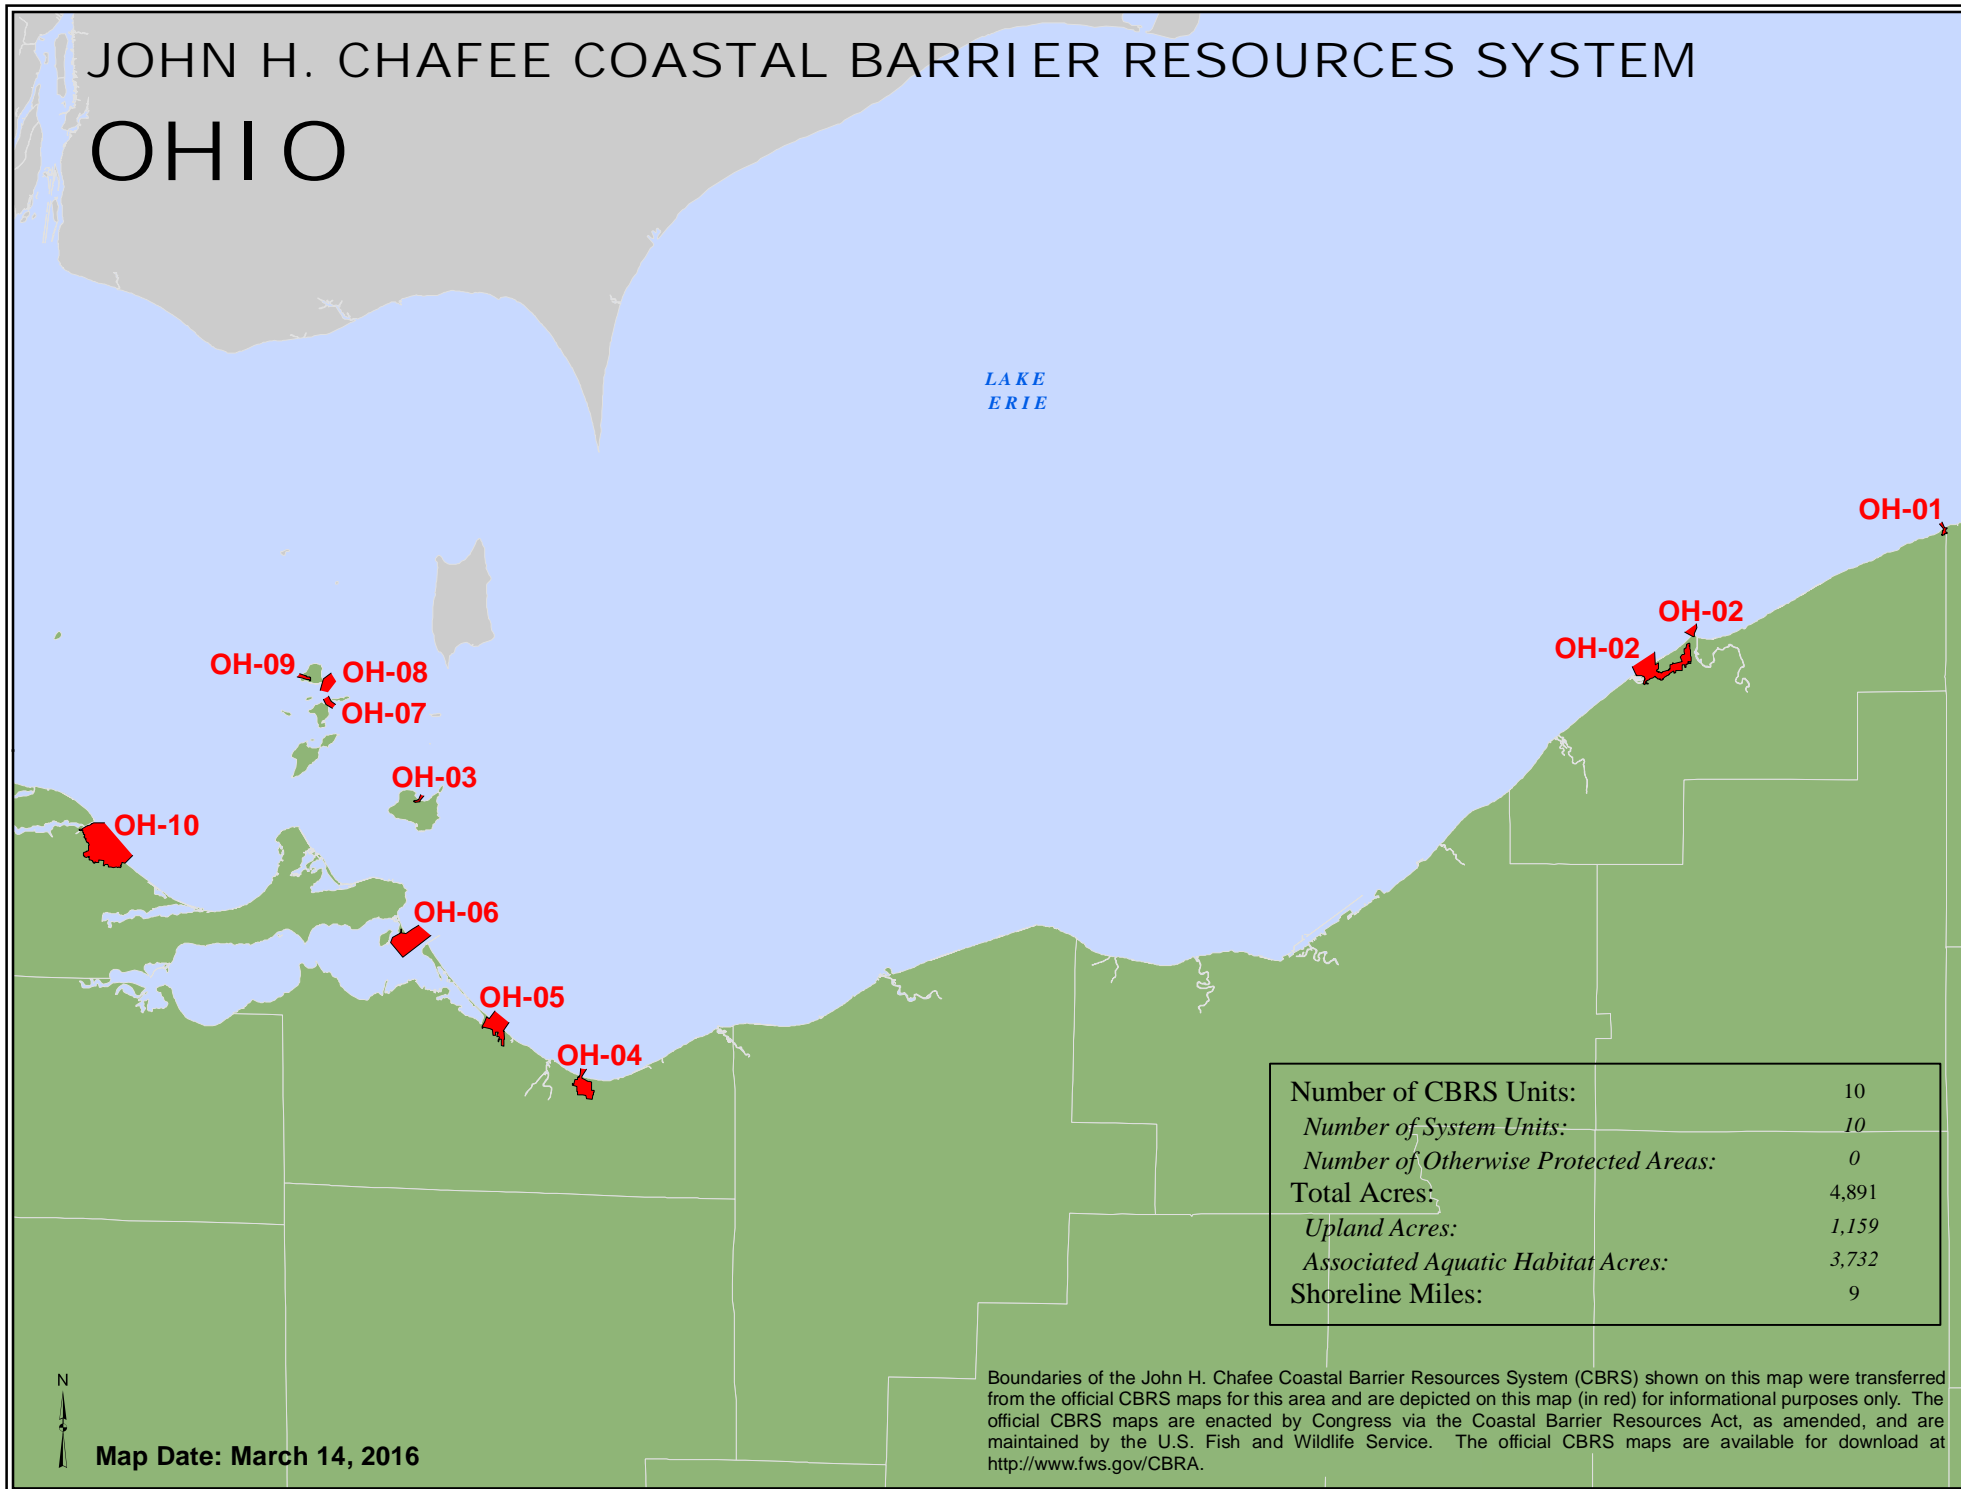 JOHN H. CHAFEE COASTAL BARRIER RESOURCES SYSTEM
OHIO
LAKE
ERIE
OH-01
OH-02
OH-02
OH-09
OH-08
OH-07
OH-03
OH-10
OH-06
OH-05
OH-04
Number of CBRS Units: 10
Number of System Units: 10
Number of Otherwise Protected Areas: 0
Total Acres: 4,891
Upland Acres: 1,159
Associated Aquatic Habitat Acres: 3,732
Shoreline Miles: 9
N
Map Date: March 14, 2016
Boundaries of the John H. Chafee Coastal Barrier Resources System (CBRS) shown on this map were transferred
from the official CBRS maps for this area and are depicted on this map (in red) for informational purposes only. The
official CBRS maps are enacted by Congress via the Coastal Barrier Resources Act, as amended, and are
maintained by the U.S. Fish and Wildlife Service. The official CBRS maps are available for download at
http://www.fws.gov/CBRA.